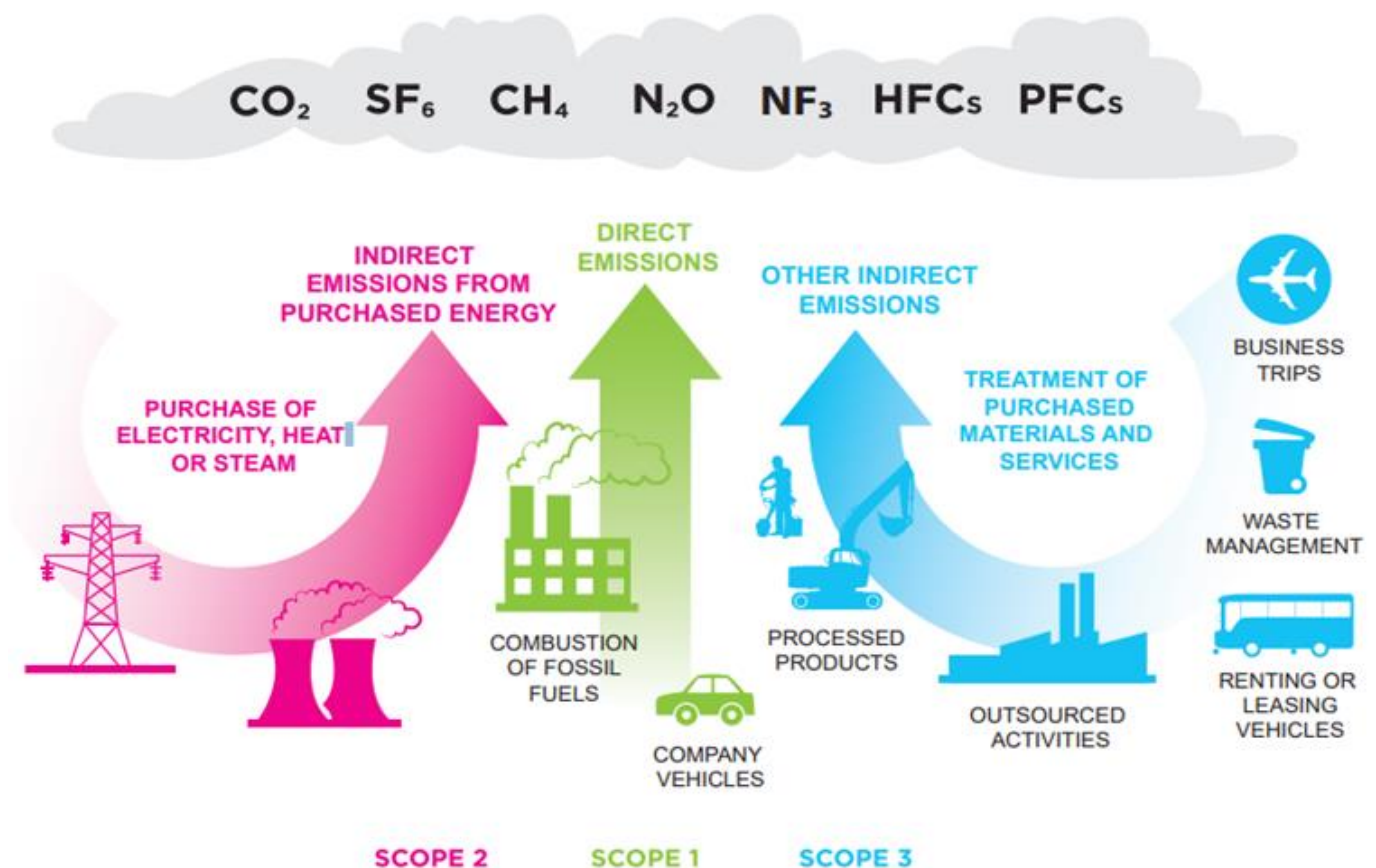 CO₂ SF₆ CH₄ N₂O NF₃ HFCs PFCs
INDIRECT
EMISSIONS FROM
PURCHASED ENERGY
PURCHASE OF
ELECTRICITY, HEAT
OR STEAM
DIRECT
EMISSIONS
COMBUSTION
OF FOSSIL
FUELS
COMPANY
VEHICLES
OTHER INDIRECT
EMISSIONS
TREATMENT OF
PURCHASED
MATERIALS AND
SERVICES
PROCESSED
PRODUCTS
OUTSOURCED
ACTIVITIES
BUSINESS
TRIPS
WASTE
MANAGEMENT
RENTING OR
LEASING
VEHICLES
SCOPE 2 SCOPE 1 SCOPE 3